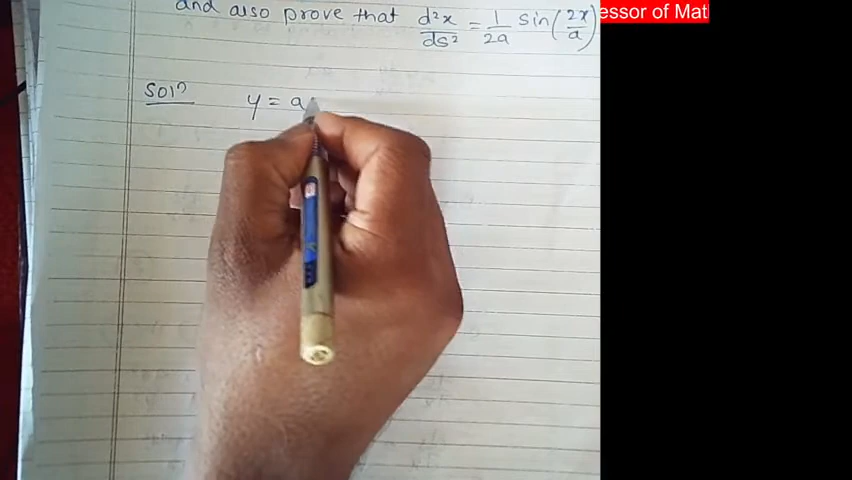 and also prove that d²x/ds² = 1/2a sin(2x/a)
essor of Mat
Solⁿ
y = a